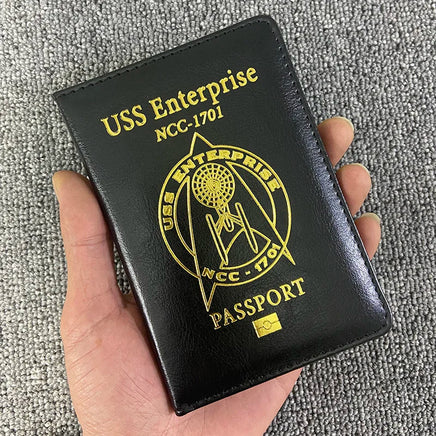 USS Enterprise
NCC-1701
USS ENTERPRISE
NCC - 1701
PASSPORT